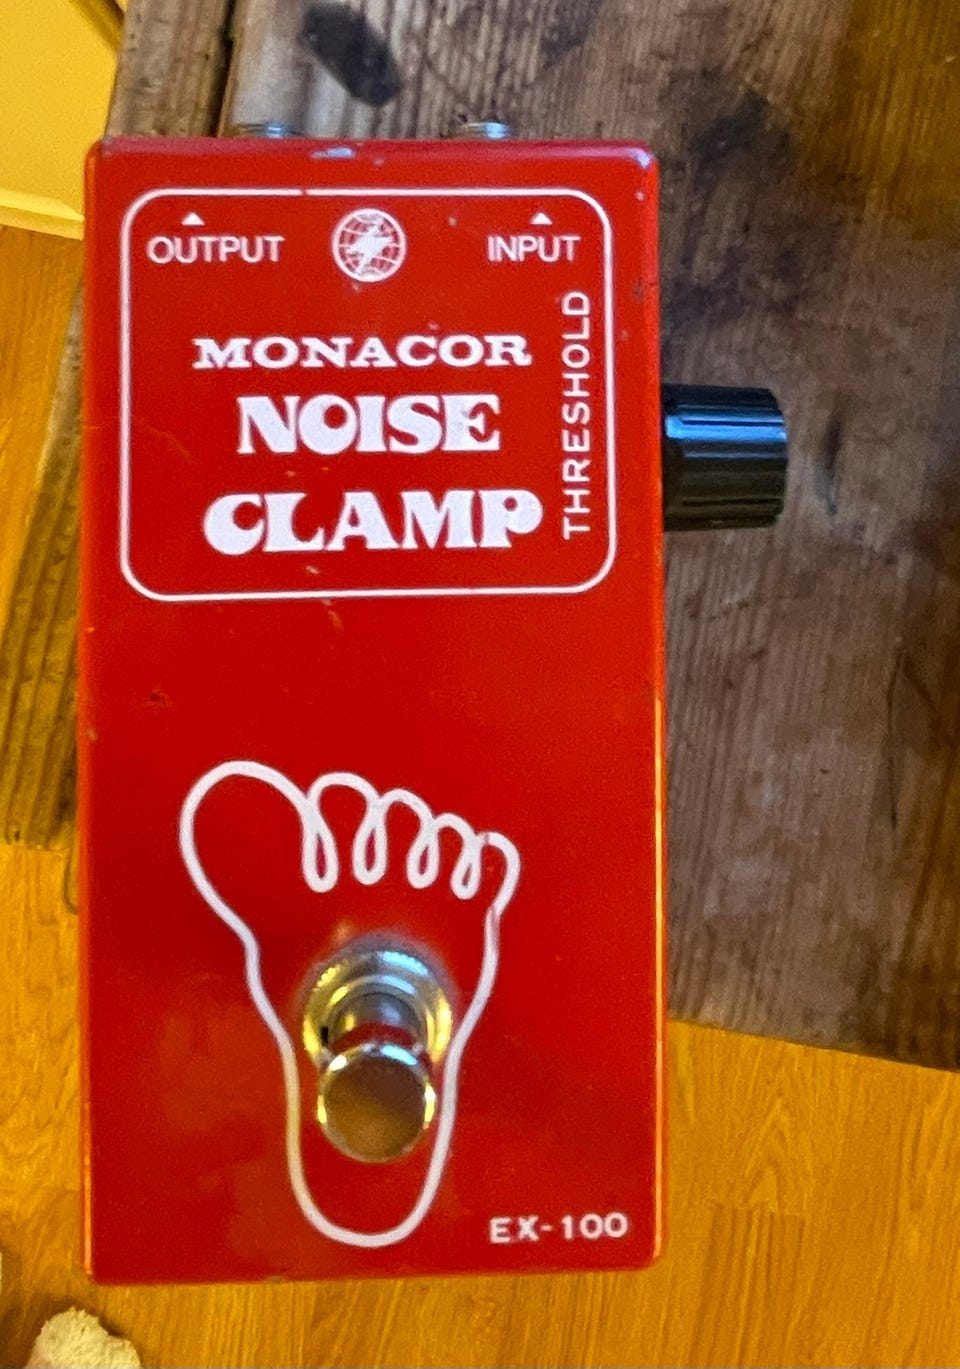 OUTPUT INPUT
MONACOR
NOISE
CLAMP
THRESHOLD
EX-100